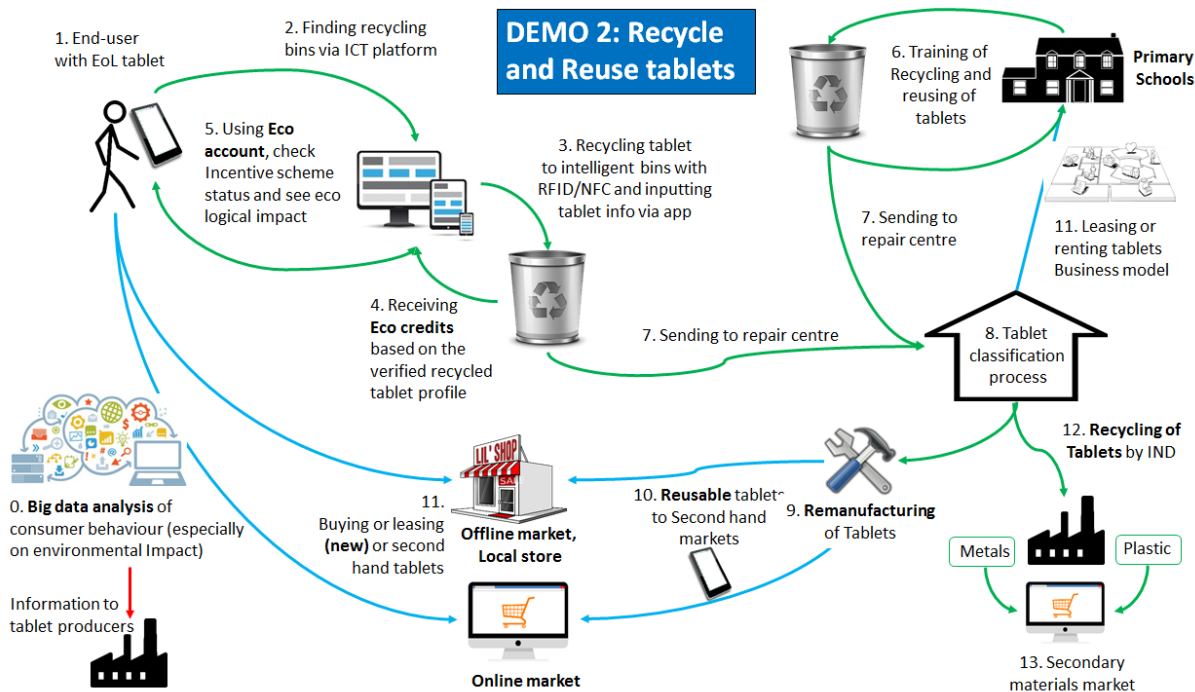 DEMO 2: Recycle
and Reuse tablets
1. End-user
with EoL tablet
2. Finding recycling
bins via ICT platform
5. Using Eco
account, check
Incentive scheme
status and see eco
logical impact
3. Recycling tablet
to intelligent bins with
RFID/NFC and inputting
tablet info via app
4. Receiving
Eco credits
based on the
verified recycled
tablet profile
6. Training of
Recycling and
reusing of
tablets
Primary
Schools
7. Sending to
repair centre
11. Leasing or
renting tablets
Business model
7. Sending to repair centre
8. Tablet
classification
process
12. Recycling of
Tablets by IND
0. Big data analysis of
consumer behaviour (especially
on environmental Impact)
Information to
tablet producers
11.
Buying or leasing
(new) or second
hand tablets
LIL' SHOP
SALE
Offline market,
Local store
Online market
10. Reusable tablets
to Second hand
markets
9. Remanufacturing
of Tablets
Metals
Plastic
13. Secondary
materials market